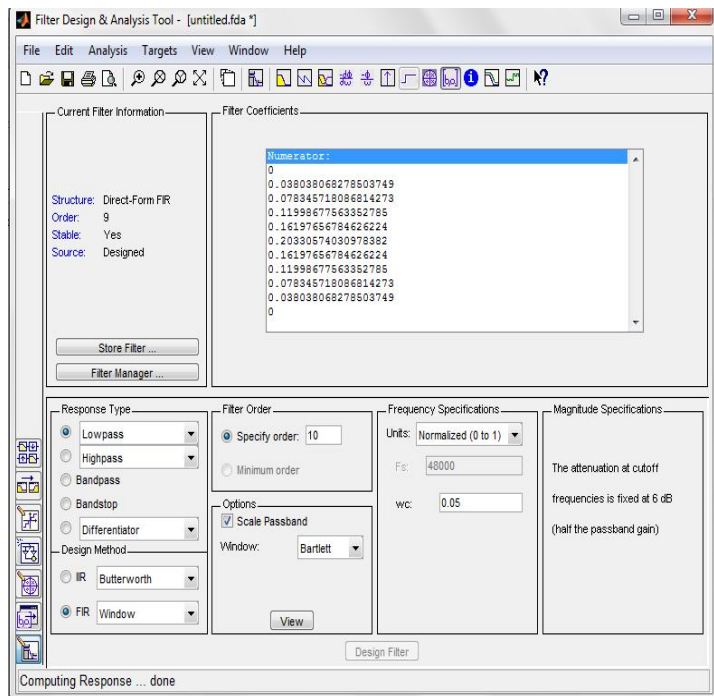 Filter Design & Analysis Tool - [untitled.fda *]
File Edit Analysis Targets View Window Help
Current Filter Information
Structure: Direct-Form FIR
Order: 9
Stable: Yes
Source: Designed
Store Filter ...
Filter Manager ...
Filter Coefficients
Numerator:
0
0.038038068278503749
0.078345718086814273
0.11998677563352785
0.16197656784626224
0.20330574030978382
0.16197656784626224
0.11998677563352785
0.078345718086814273
0.038038068278503749
0
Response Type
Lowpass
Highpass
Bandpass
Bandstop
Differentiator
Design Method
IIR Butterworth
FIR Window
Filter Order
Specify order: 10
Minimum order
Options
Scale Passband
Window: Bartlett
View
Frequency Specifications
Units: Normalized (0 to 1)
Fs: 48000
wc: 0.05
Magnitude Specifications
The attenuation at cutoff
frequencies is fixed at 6 dB
(half the passband gain)
Design Filter
Computing Response ... done